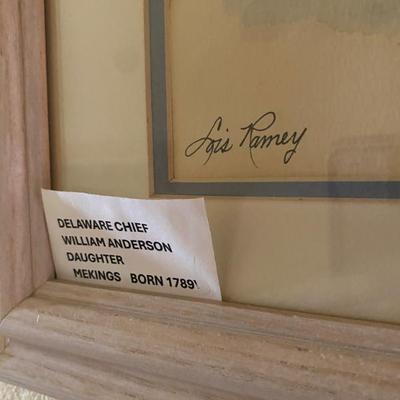 Lois Ramey
DELAWARE CHIEF
WILLIAM ANDERSON
DAUGHTER
MEKINGS BORN 1789